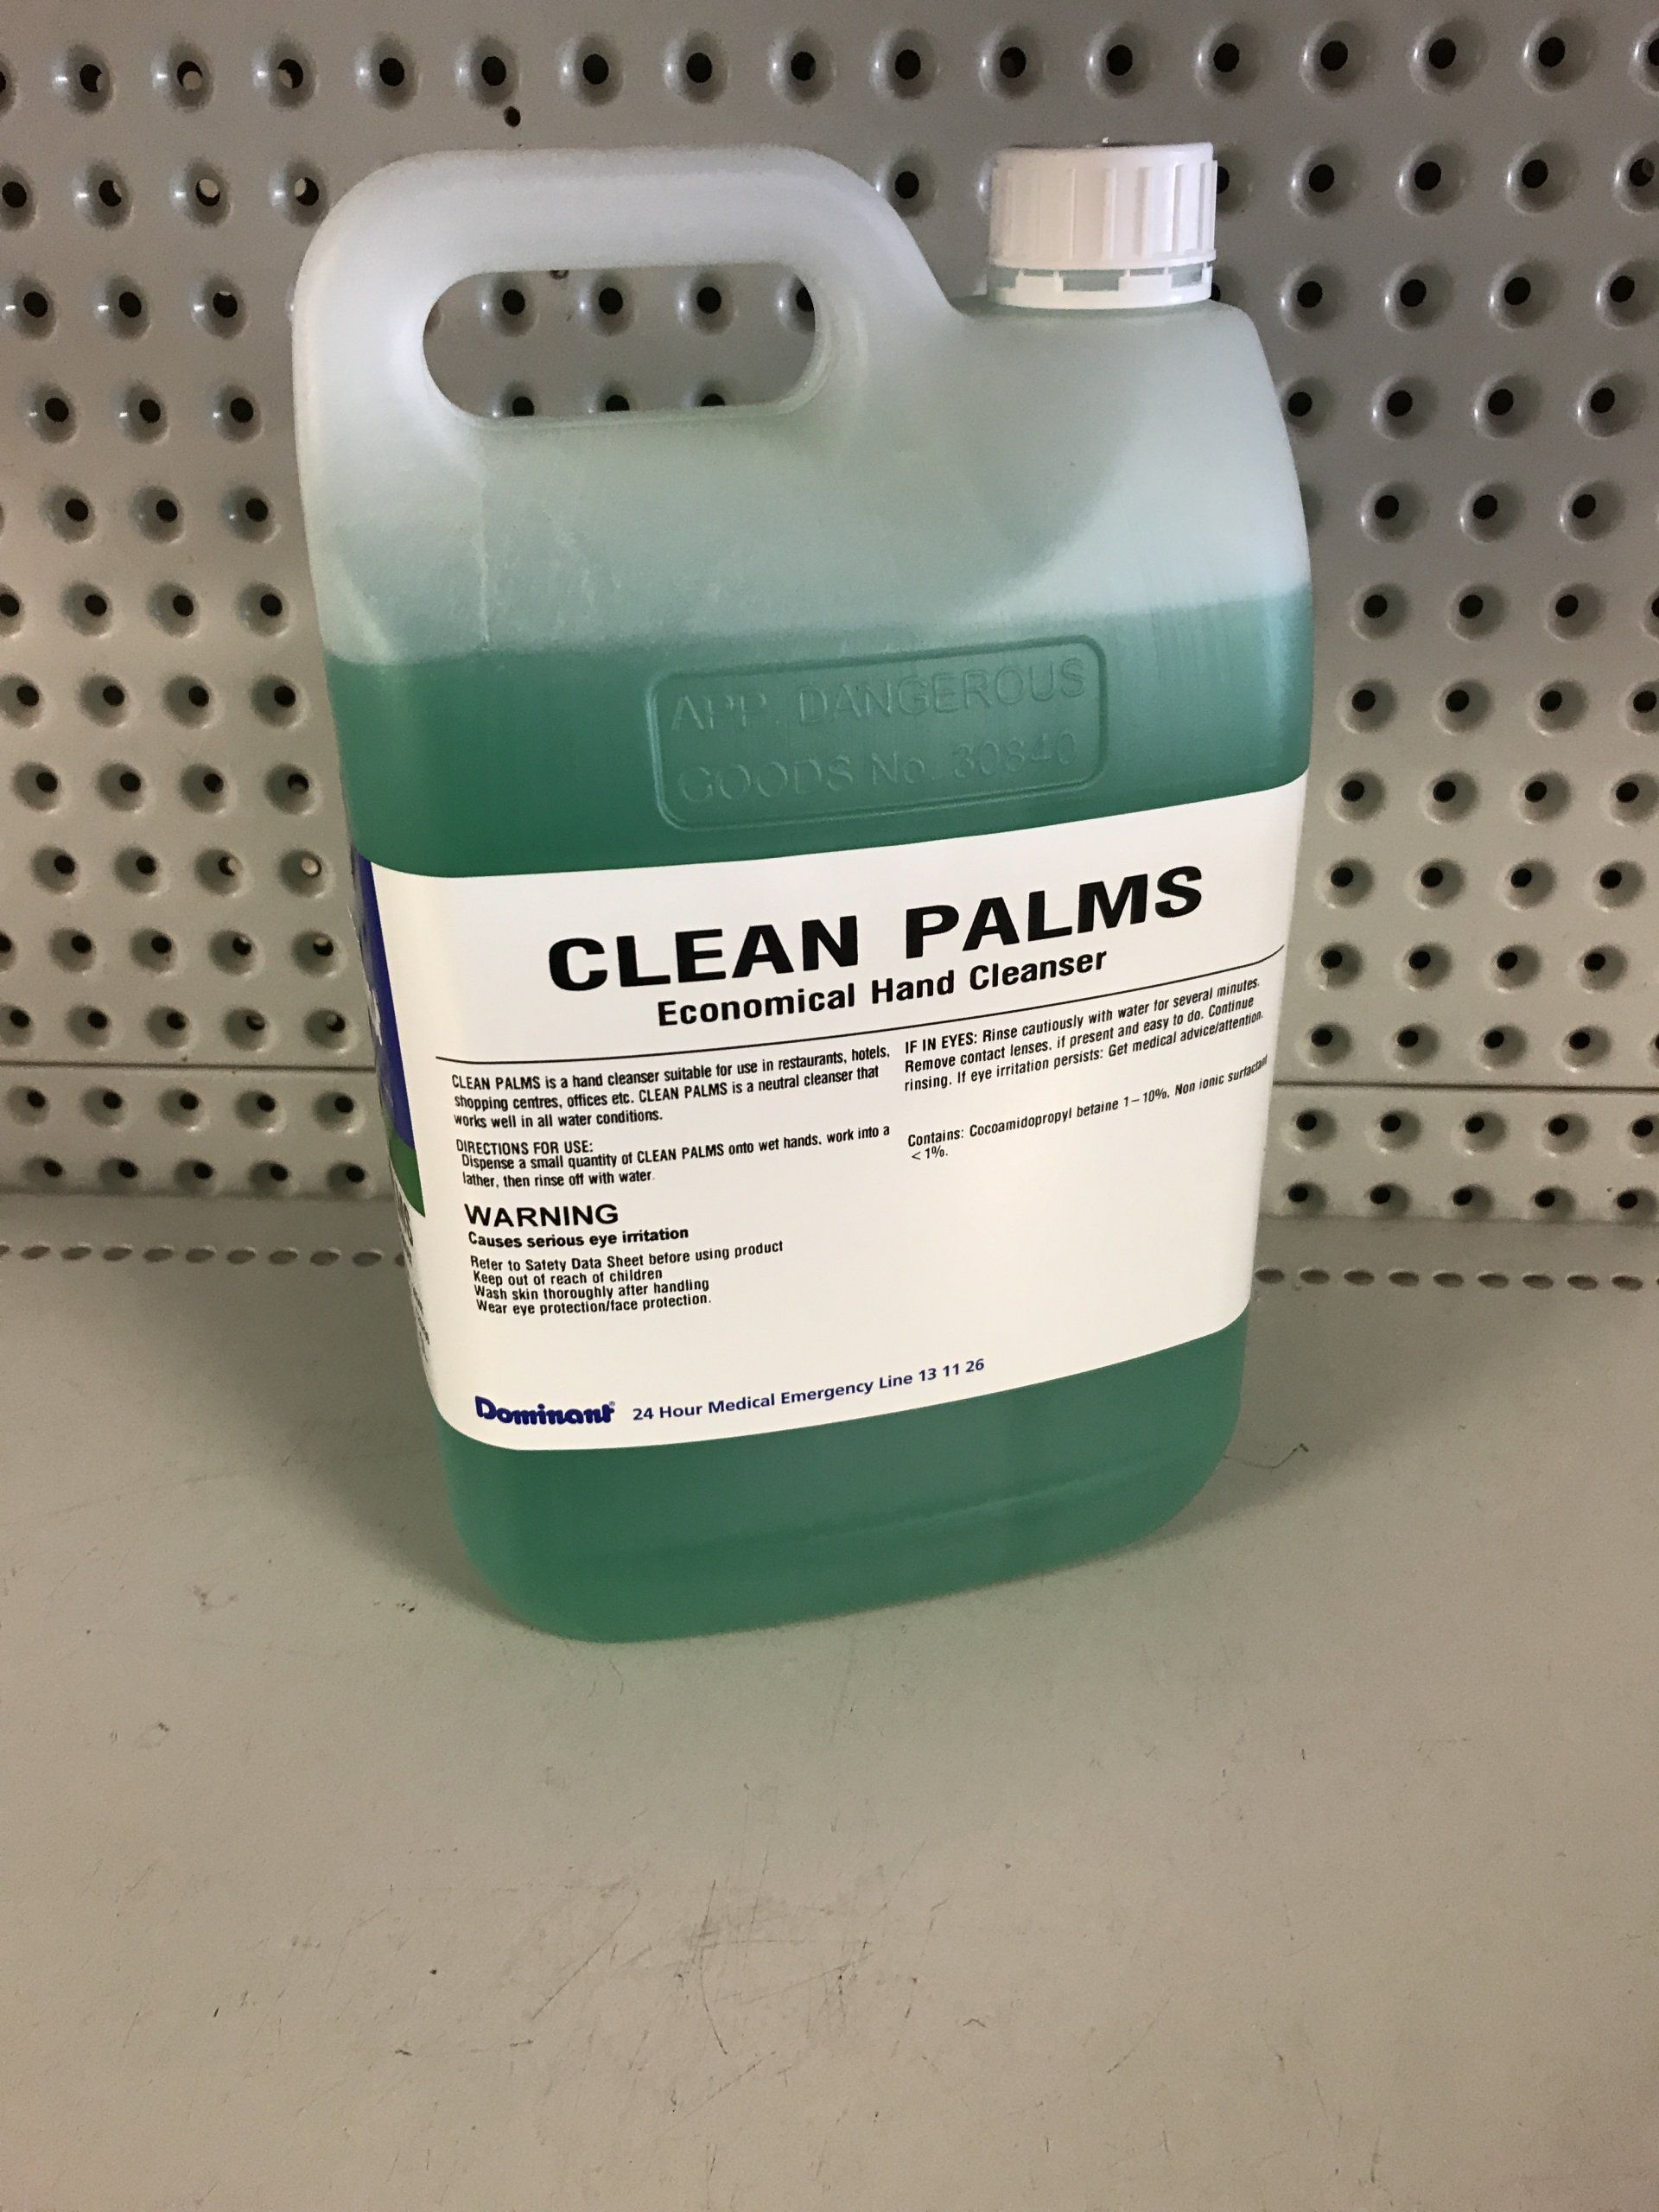 APP. DANGEROUS
GOODS No. 30840
CLEAN PALMS
Economical Hand Cleanser
CLEAN PALMS is a hand cleanser suitable for use in restaurants, hotels,
shopping centres, offices etc. CLEAN PALMS is a neutral cleanser that
works well in all water conditions.
DIRECTIONS FOR USE:
Dispense a small quantity of CLEAN PALMS onto wet hands, work into a
lather, then rinse off with water.
WARNING
Causes serious eye irritation
Refer to Safety Data Sheet before using product
Keep out of reach of children
Wash skin thoroughly after handling
Wear eye protection/face protection.
IF IN EYES: Rinse cautiously with water for several minutes.
Remove contact lenses, if present and easy to do. Continue
rinsing. If eye irritation persists: Get medical advice/attention.
Contains: Cocoamidopropyl betaine 1–10%. Non ionic surfactant
<1%.
Dominant® 24 Hour Medical Emergency Line 13 11 26